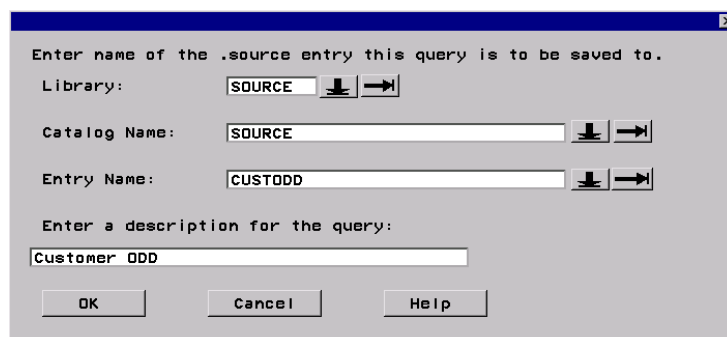 Enter name of the .source entry this query is to be saved to.
Library: SOURCE
Catalog Name: SOURCE
Entry Name: CUSTODD
Enter a description for the query:
Customer ODD
OK Cancel Help